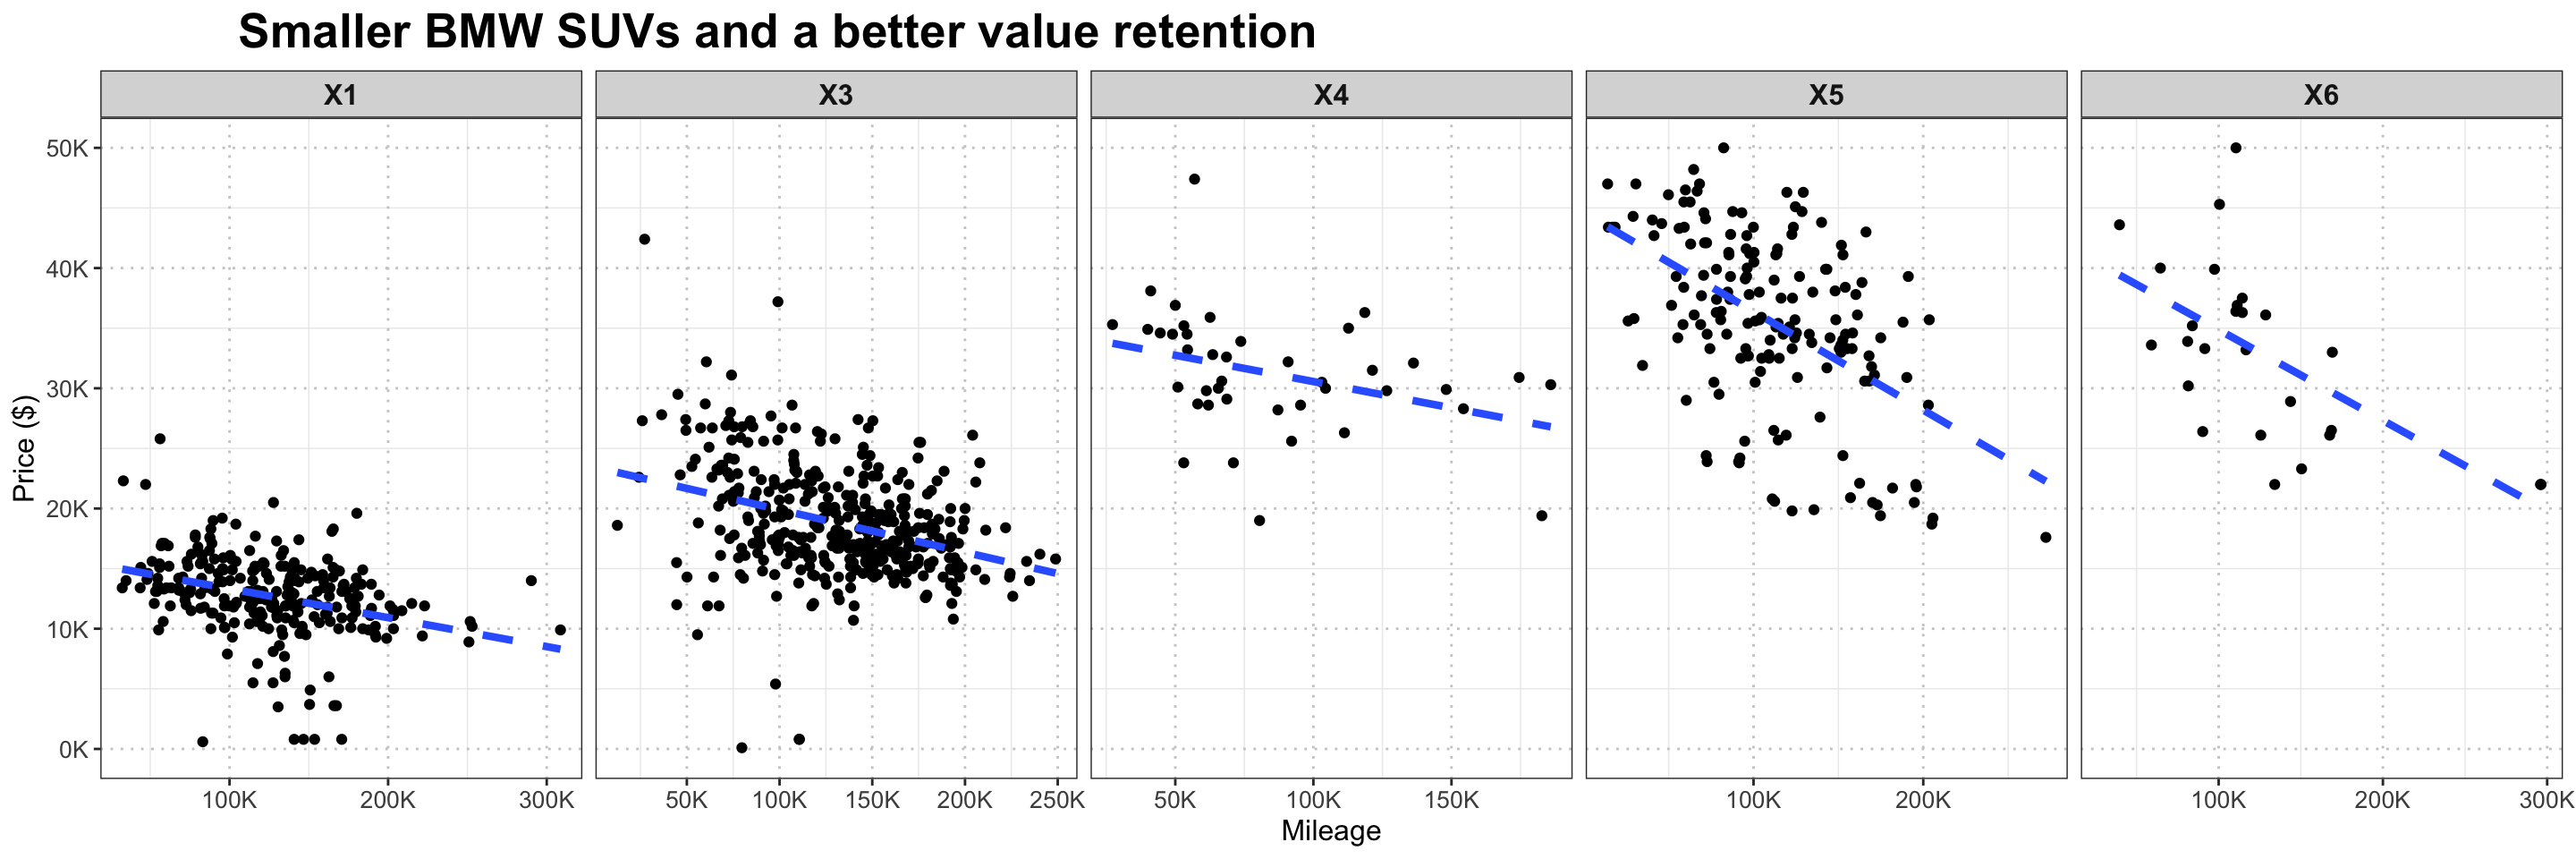 Smaller BMW SUVs and a better value retention
X1 X3 X4 X5 X6
50K
40K
30K
20K
10K
0K
Price ($)
100K 200K 300K 50K 100K 150K 200K 250K 50K 100K 150K 100K 200K 100K 200K 300K
Mileage